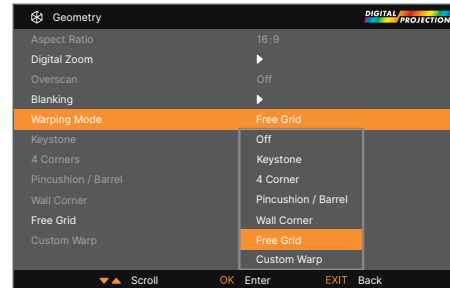 Geometry
DIGITAL PROJECTION
Aspect Ratio 16:9
Digital Zoom
Overscan Off
Blanking
Warping Mode Free Grid
Keystone
4 Corners
Pincushion / Barrel
Wall Corner
Free Grid
Custom Warp
Off
Keystone
4 Corner
Pincushion / Barrel
Wall Corner
Free Grid
Custom Warp
Scroll OK Enter EXIT Back